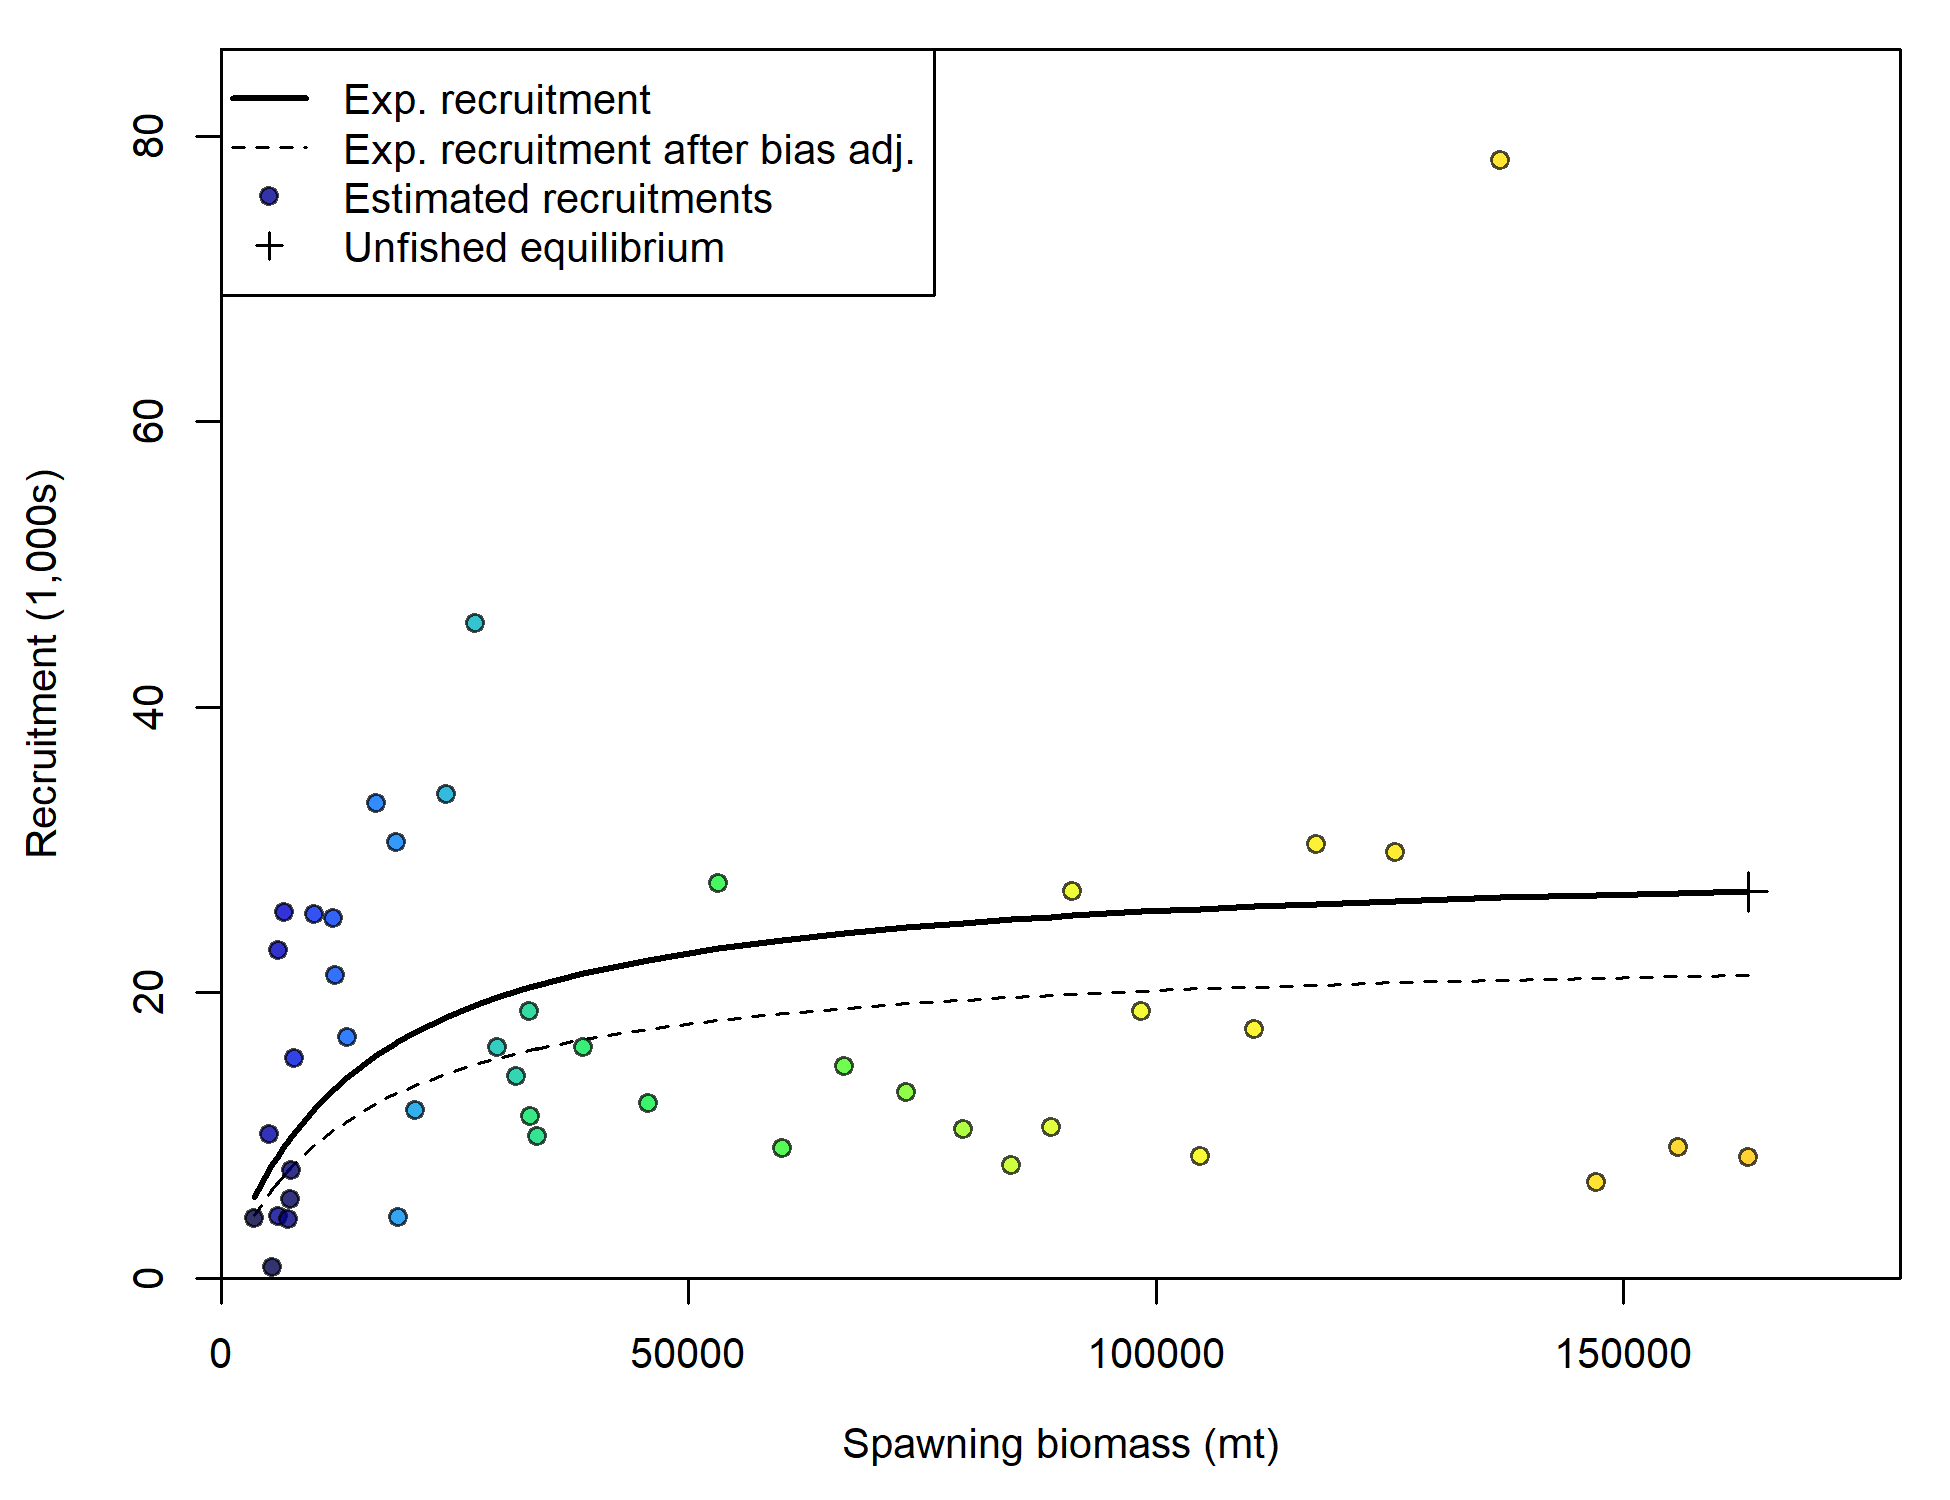 Exp. recruitment
Exp. recruitment after bias adj.
Estimated recruitments
Unfished equilibrium
80
60
40
20
0
Recruitment (1,000s)
0 50000 100000 150000
Spawning biomass (mt)